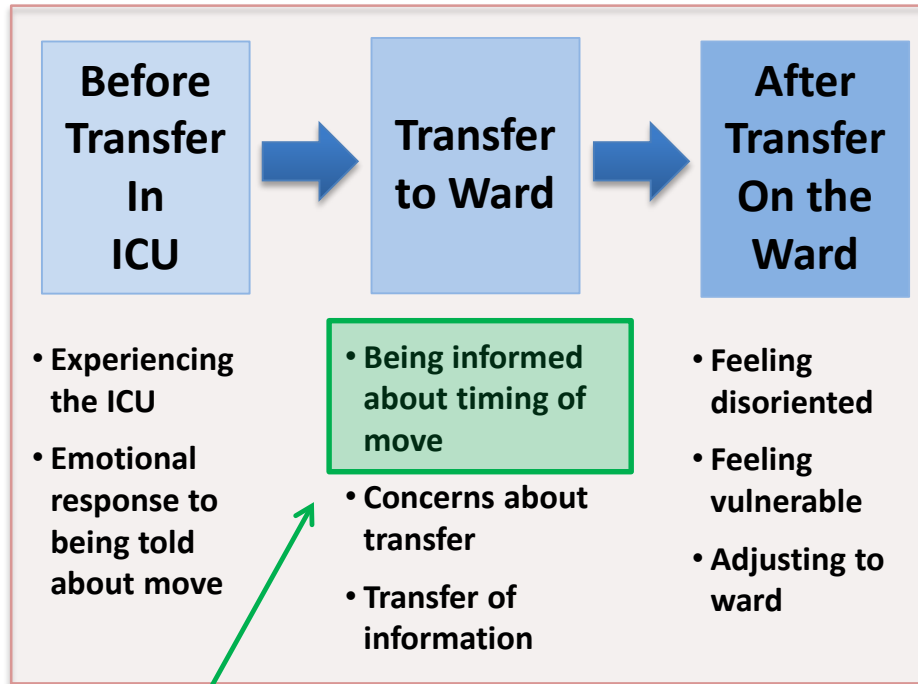 Before
Transfer
In
ICU
Transfer
to Ward
After
Transfer
On the
Ward
• Experiencing
the ICU
• Emotional
response to
being told
about move
• Being informed
about timing of
move
• Concerns about
transfer
• Transfer of
information
• Feeling
disoriented
• Feeling
vulnerable
• Adjusting to
ward